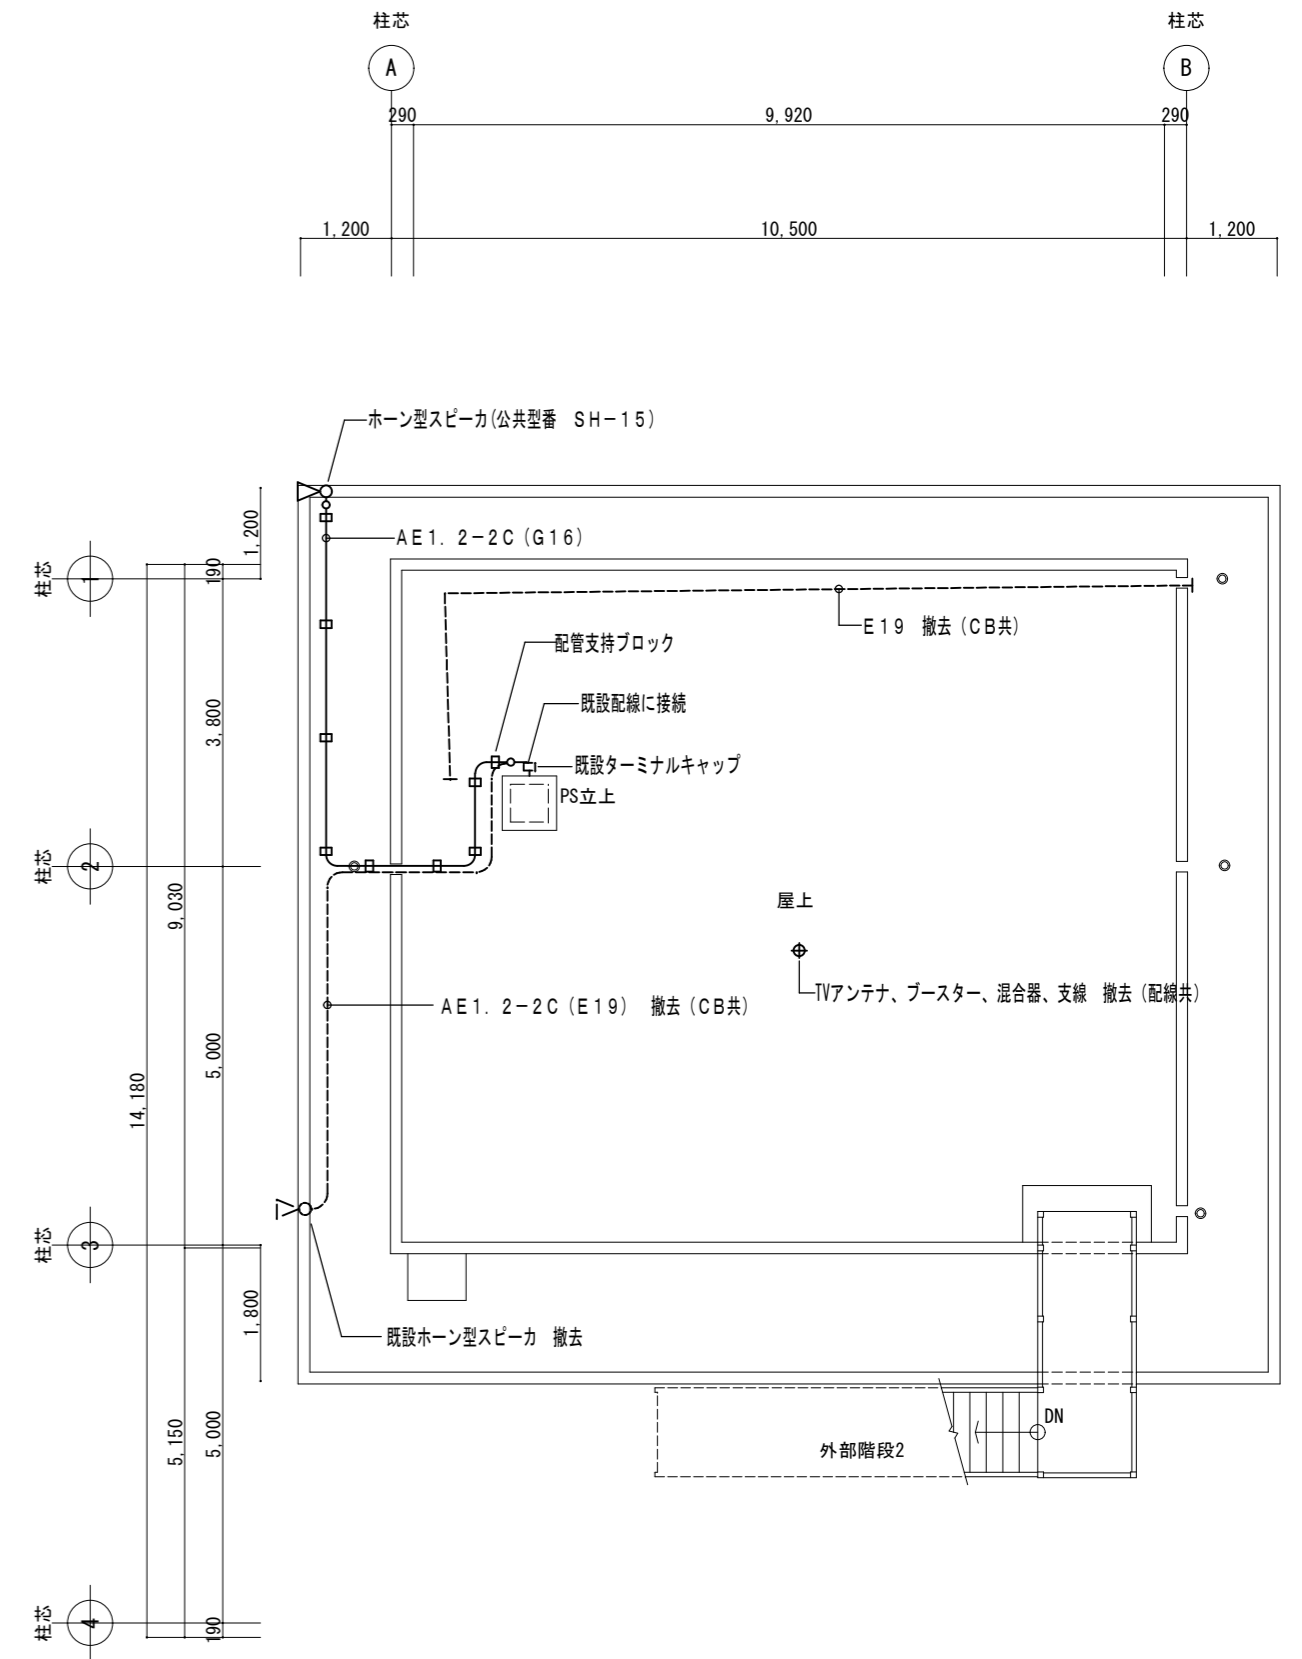 柱芯
柱芯
A
B
290
9,920
290
1,200
10,500
1,200
ホーン型スピーカ(公共型番　ＳＨ－１５)
1,200
ＡＥ１．２－２Ｃ（Ｇ１６）
190
柱芯
1
Ｅ１９　撤去（ＣＢ共）
配管支持ブロック
3,800
既設配線に接続
既設ターミナルキャップ
PS立上
柱芯
2
9,030
屋上
TVアンテナ、ブースター、混合器、支線　撤去（配線共）
ＡＥ１．２－２Ｃ（Ｅ１９）　撤去（ＣＢ共）
5,000
14,180
柱芯
3
1,800
既設ホーン型スピーカ　撤去
DN
5,150
5,000
外部階段2
柱芯
4
190